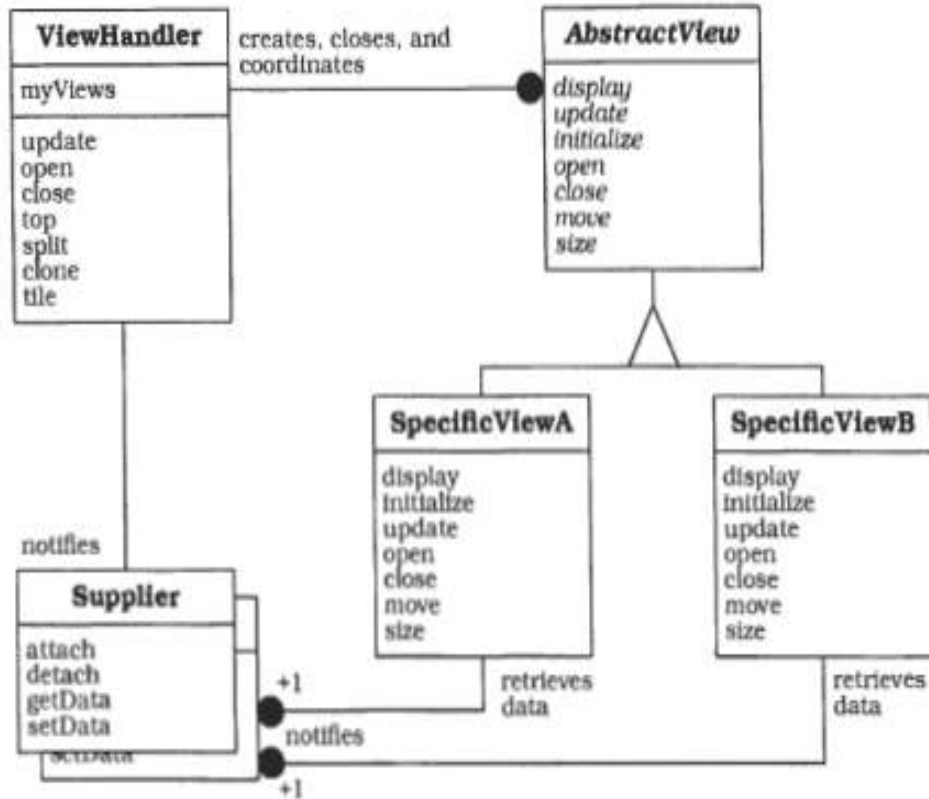 ViewHandler
myViews
update
open
close
top
split
clone
tile
creates, closes, and
coordinates
AbstractView
display
update
initialize
open
close
move
size
SpecificViewA
display
initialize
update
open
close
move
size
SpecificViewB
display
initialize
update
open
close
move
size
notifies
Supplier
attach
detach
getData
setData
setData
+1
notifies
+1
retrieves
data
retrieves
data